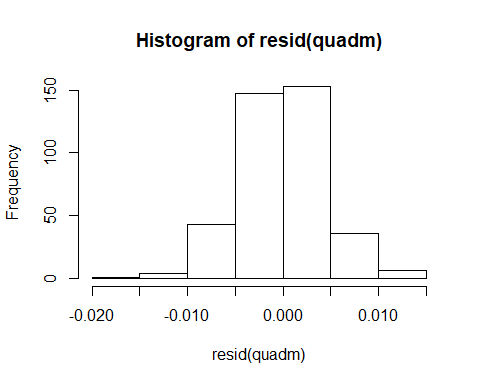 Histogram of resid(quadm)
Frequency
150
100
50
0
-0.020 -0.010 0.000 0.010
resid(quadm)